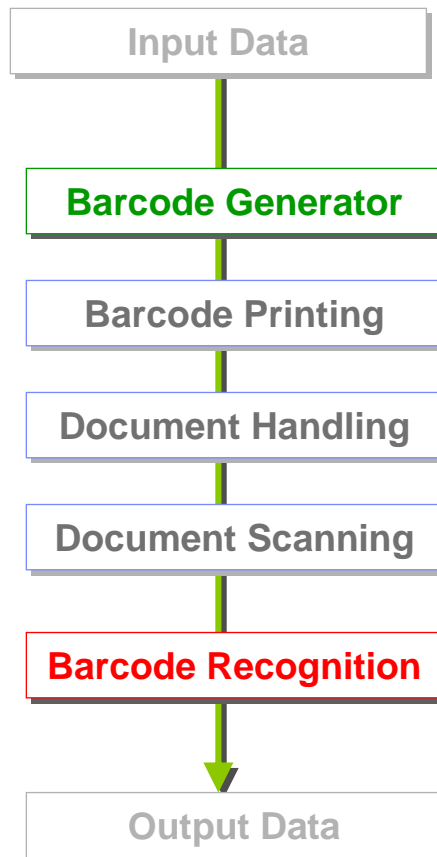 Input Data
Barcode Generator
Barcode Printing
Document Handling
Document Scanning
Barcode Recognition
Output Data